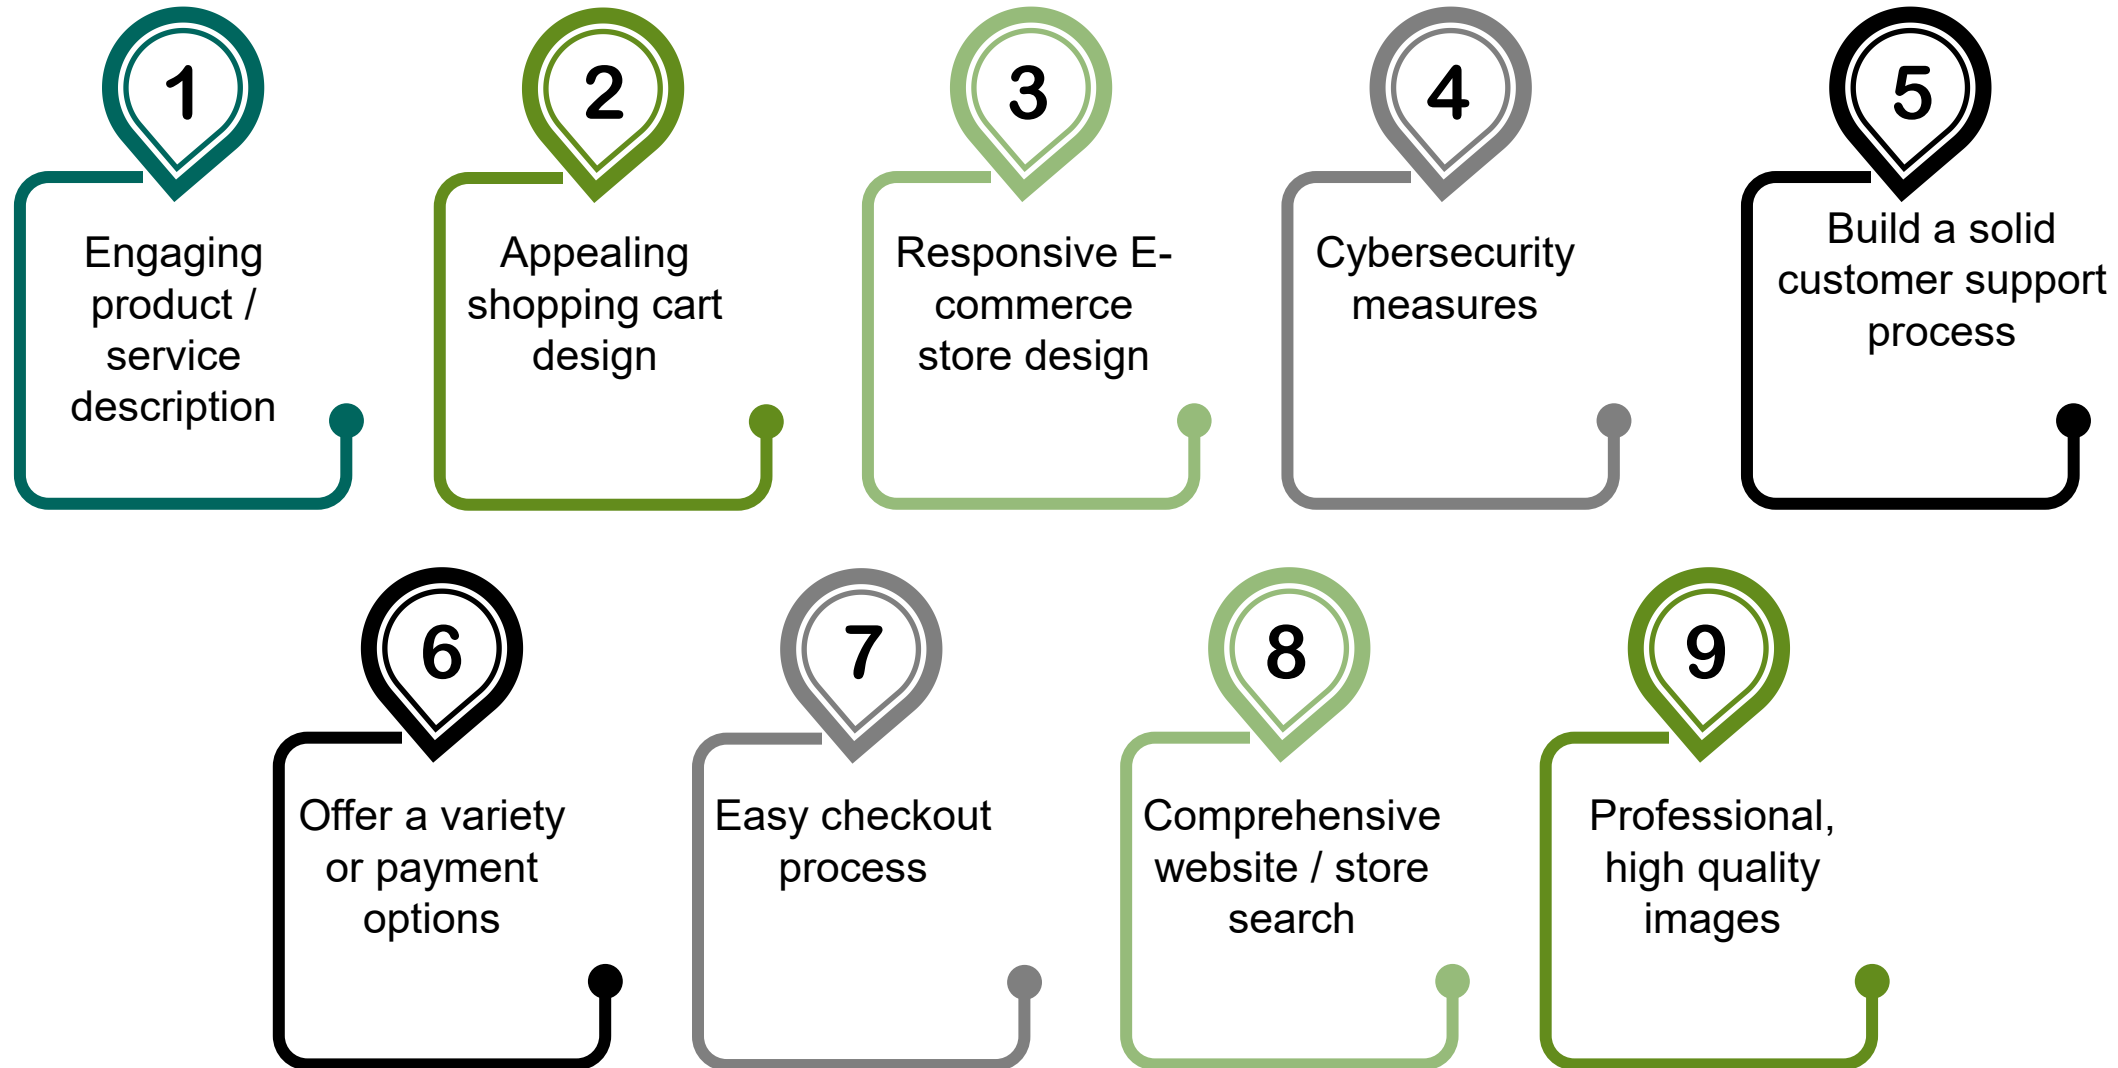 1
Engaging
product /
service
description
2
Appealing
shopping cart
design
3
Responsive E-
commerce
store design
4
Cybersecurity
measures
5
Build a solid
customer support
process
6
Offer a variety
or payment
options
7
Easy checkout
process
8
Comprehensive
website / store
search
9
Professional,
high quality
images